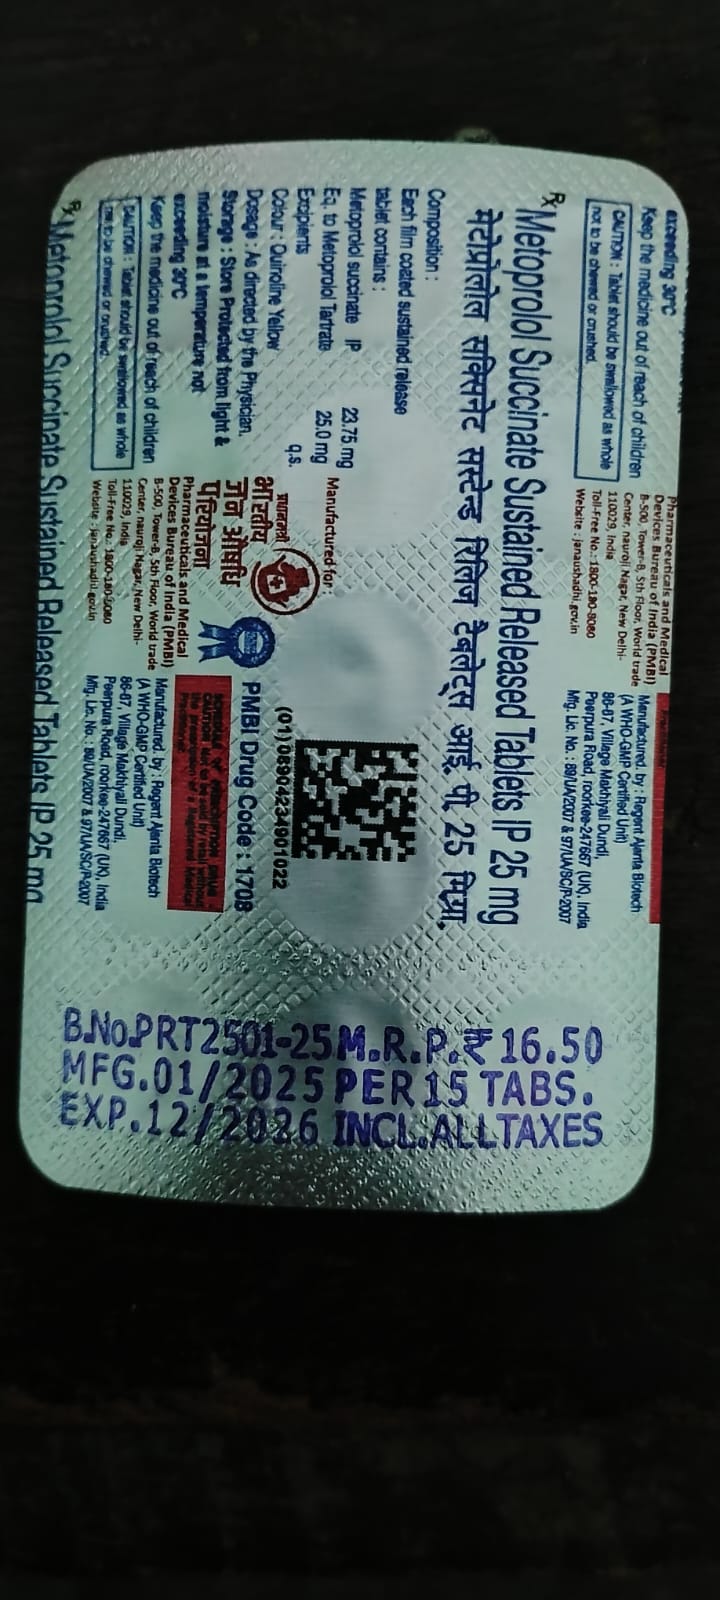 exceeding 30°C
Keep the medicine out of reach of children
CAUTION : Tablet should be swallowed as whole
not to be chewed or crushed.
Pharmaceuticals and Medical
Devices Bureau of India (PMBI)
B-500, Tower-B, 5th Floor, World trade
Center, nauroji Nagar, New Delhi-
110029, India
Toll-Free No.: 1800-180-8080
Website : janaushadhi.gov.in
Manufactured by : Regent Ajanta Biotech
(A WHO-GMP Certified Unit)
86-87, Village Makhiyali Dundi,
Peerpura Road, roorkee-247667 (UK), India
Mfg. Lic. No. : 89/UA/2007 & 97/UA/SC/P-2007
Rx Metoprolol Succinate Sustained Released Tablets IP 25 mg
मेटोप्रोलोल सक्सिनेट सस्टेन्ड रिलिज टैबलेट्स आई. पी. 25 मिग्रा.
Composition :
Each film coated sustained release
tablet contains :
Metoprolol succinate IP 23.75 mg
Eq. to Metoprolol Tartrate 25.0 mg
Excipients q.s.
Colour : Quinoline Yellow
Dosage : As directed by the Physician.
Storage : Store Protected from light &
moisture at a temperature not
exceeding 30°C
Keep the medicine out of reach of children
CAUTION : Tablet should be swallowed as whole
not to be chewed or crushed.
Manufactured for:
प्रधानमंत्री
भारतीय
जन औषधि
परियोजना
Pharmaceuticals and Medical
Devices Bureau of India (PMBI)
B-500, Tower-B, 5th Floor, World trade
Center, nauroji Nagar, New Delhi-
110029, India
Toll-Free No.: 1800-180-8080
Website : janaushadhi.gov.in
(01) 08904234901022
PMBI Drug Code : 1708
SCHEDULE H PRESCRIPTION DRUG -
CAUTION Not to be sold by retail without
the prescription of a Registered Medical
Practitioner.
Manufactured by : Regent Ajanta Biotech
(A WHO-GMP Certified Unit)
86-87, Village Makhiyali Dundi,
Peerpura Road, roorkee-247667 (UK), India
Mfg. Lic. No. : 89/UA/2007 & 97/UA/SC/P-2007
Rx Metoprolol Succinate Sustained Released Tablets IP 25 mg
B.No.PRT2501-25 M.R.P.₹ 16.50
MFG.01/2025 PER 15 TABS.
EXP.12/2026 INCL.ALLTAXES